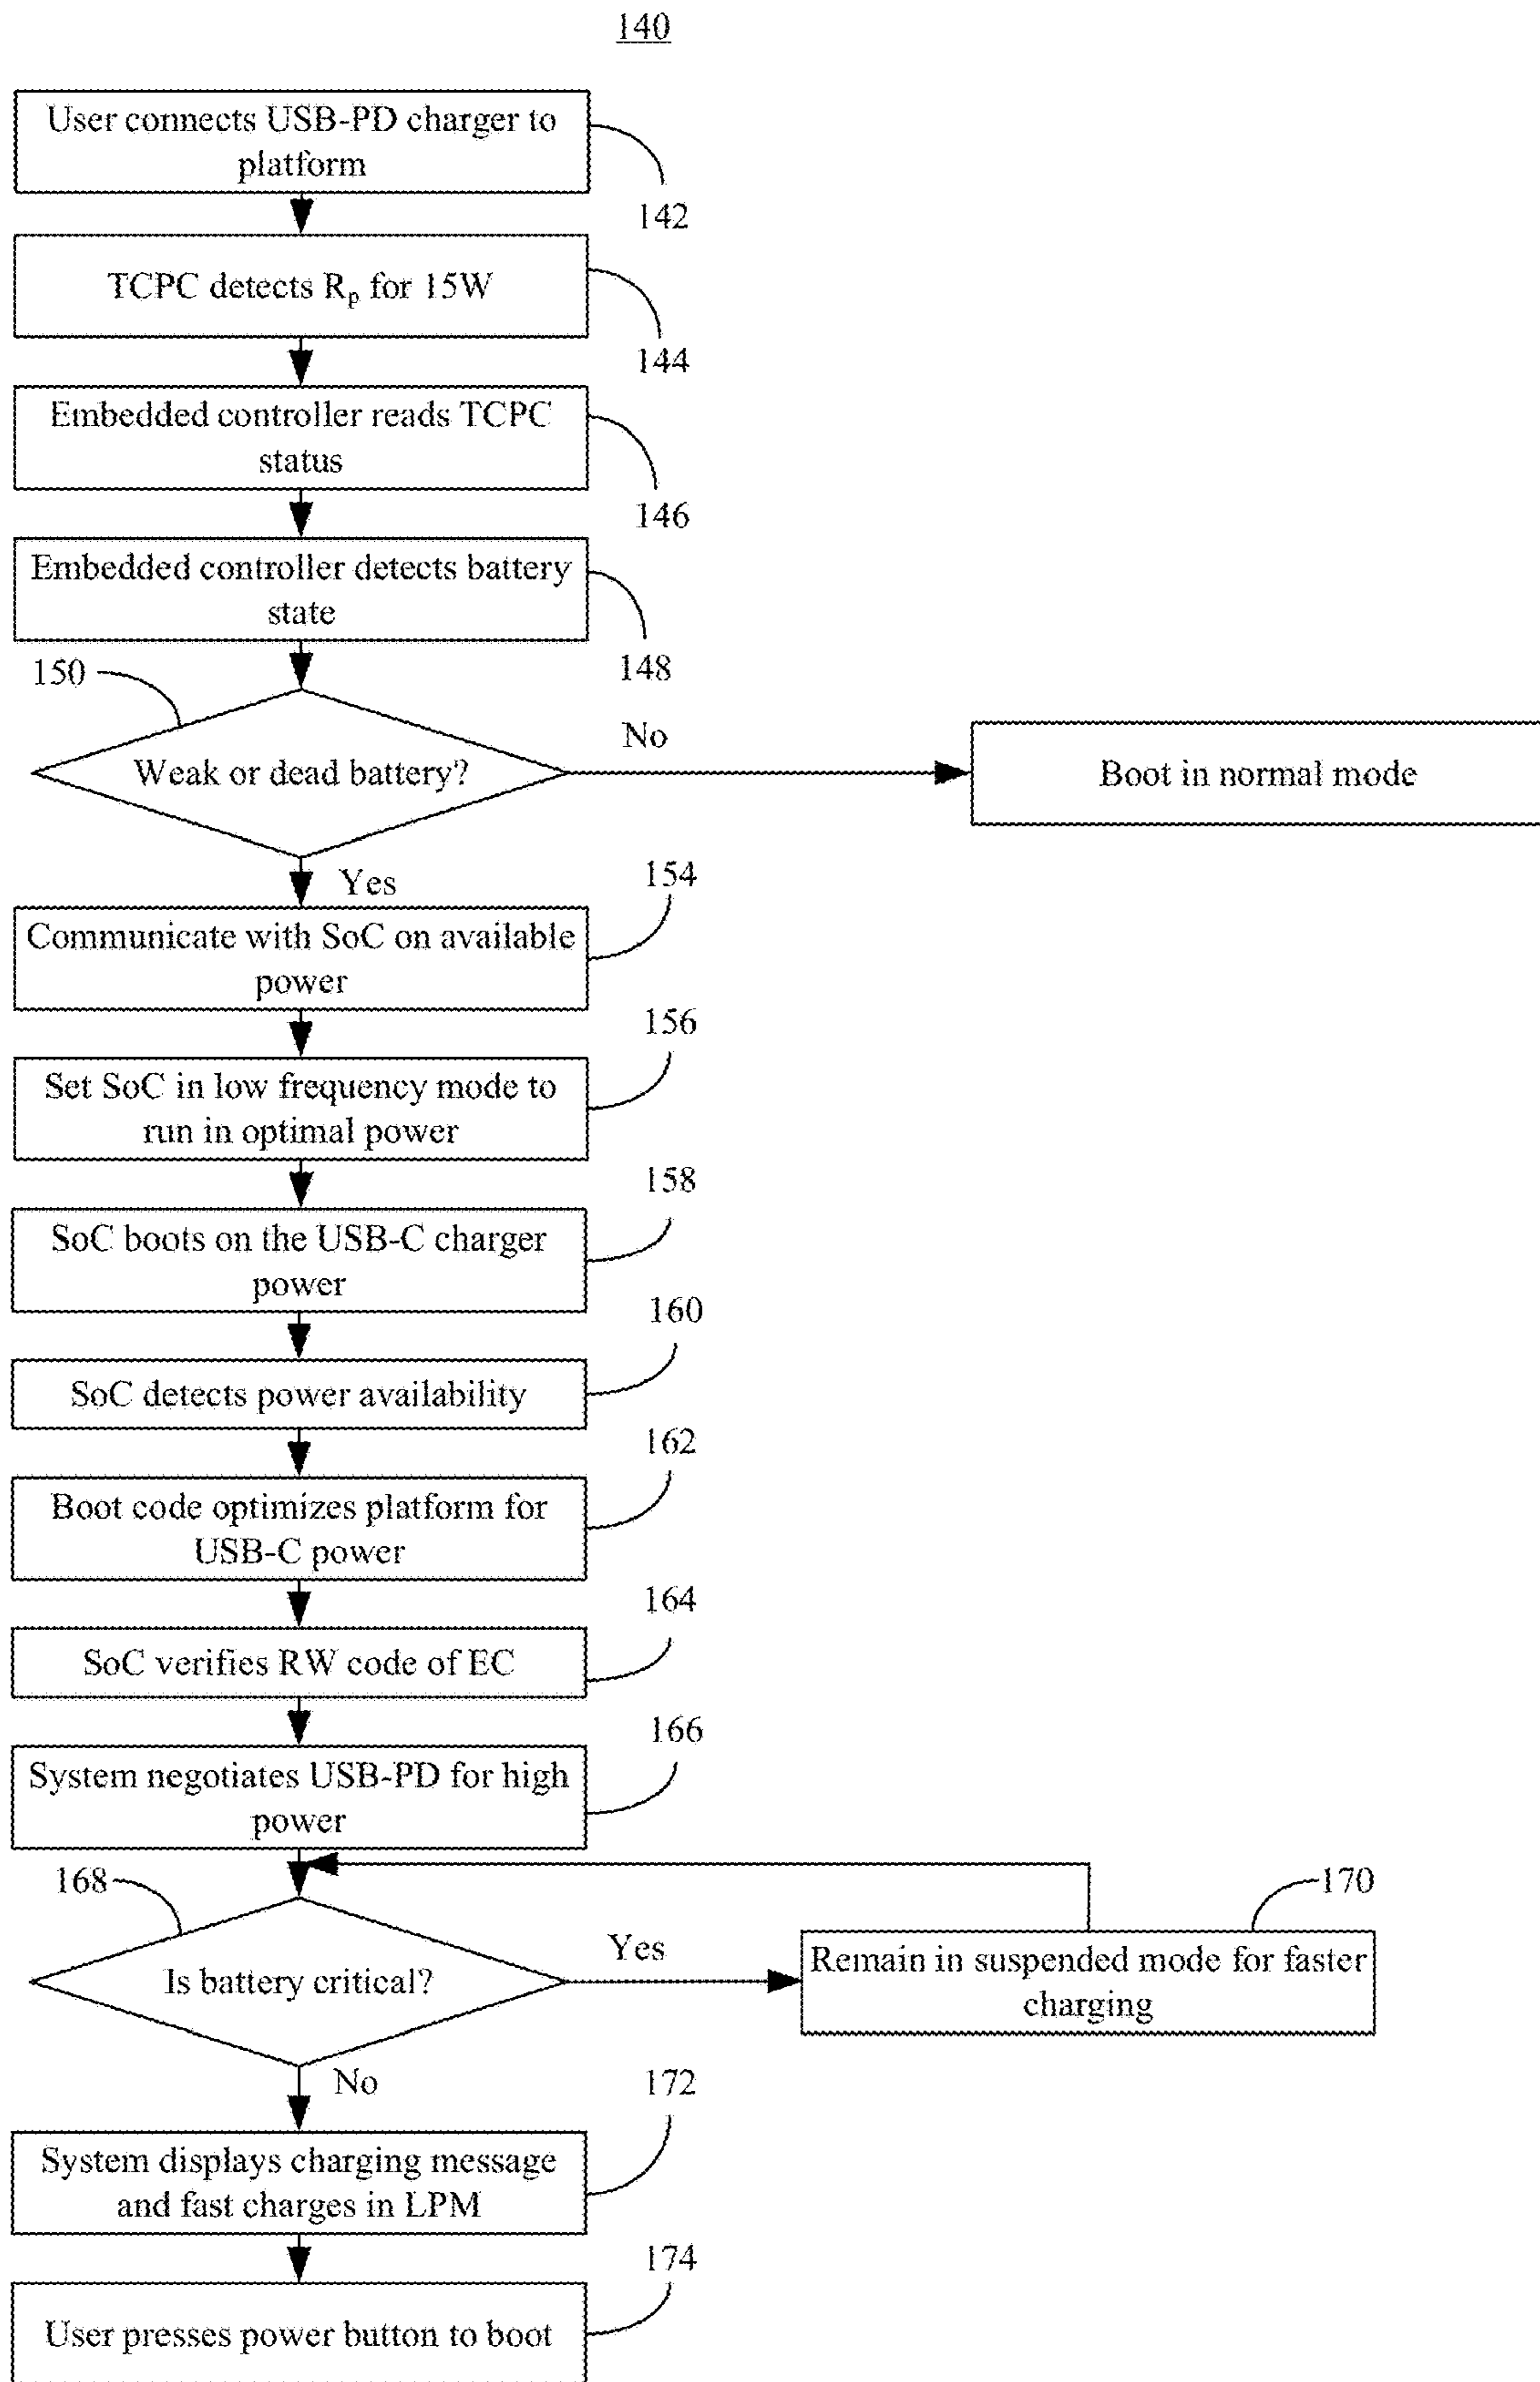 140
User connects USB-PD charger to
platform
142
TCPC detects Rp for 15W
144
Embedded controller reads TCPC
status
146
Embedded controller detects battery
state
148
150
Weak or dead battery?
No
Boot in normal mode
Yes
154
Communicate with SoC on available
power
156
Set SoC in low frequency mode to
run in optimal power
158
SoC boots on the USB-C charger
power
160
SoC detects power availability
162
Boot code optimizes platform for
USB-C power
164
SoC verifies RW code of EC
166
System negotiates USB-PD for high
power
168
Is battery critical?
Yes
170
Remain in suspended mode for faster
charging
No
172
System displays charging message
and fast charges in LPM
174
User presses power button to boot